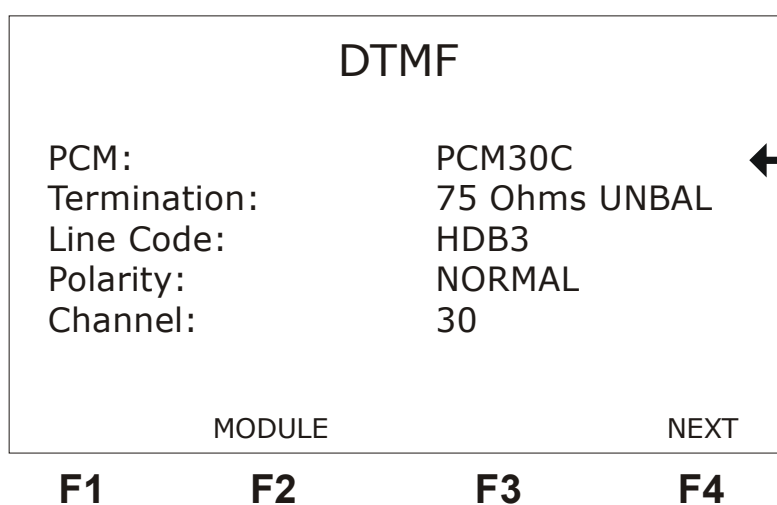 DTMF
PCM: PCM30C
Termination: 75 Ohms UNBAL
Line Code: HDB3
Polarity: NORMAL
Channel: 30
MODULE NEXT
F1 F2 F3 F4